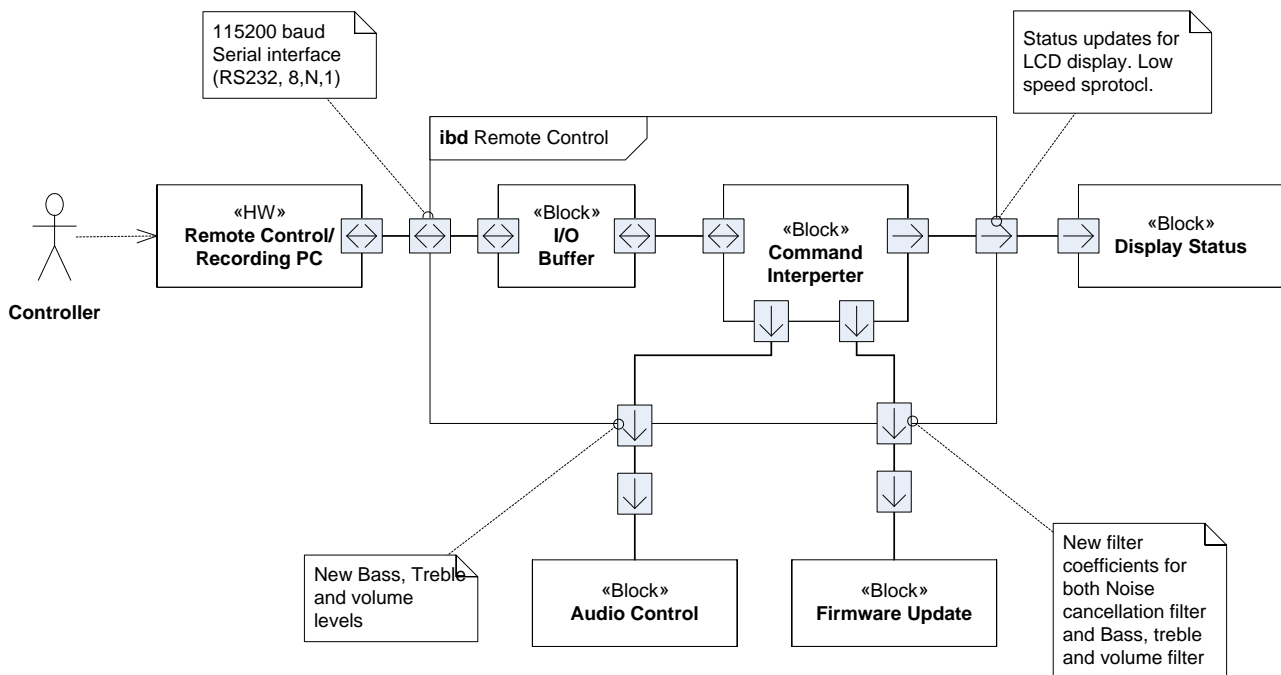 115200 baud
Serial interface
(RS232, 8,N,1)
Status updates for
LCD display. Low
speed sprotocl.
ibd Remote Control
«HW»
Remote Control/
Recording PC
«Block»
I/O
Buffer
«Block»
Command
Interperter
«Block»
Display Status
Controller
New Bass, Treble
and volume
levels
«Block»
Audio Control
«Block»
Firmware Update
New filter
coefficients for
both Noise
cancellation filter
and Bass, treble
and volume filter